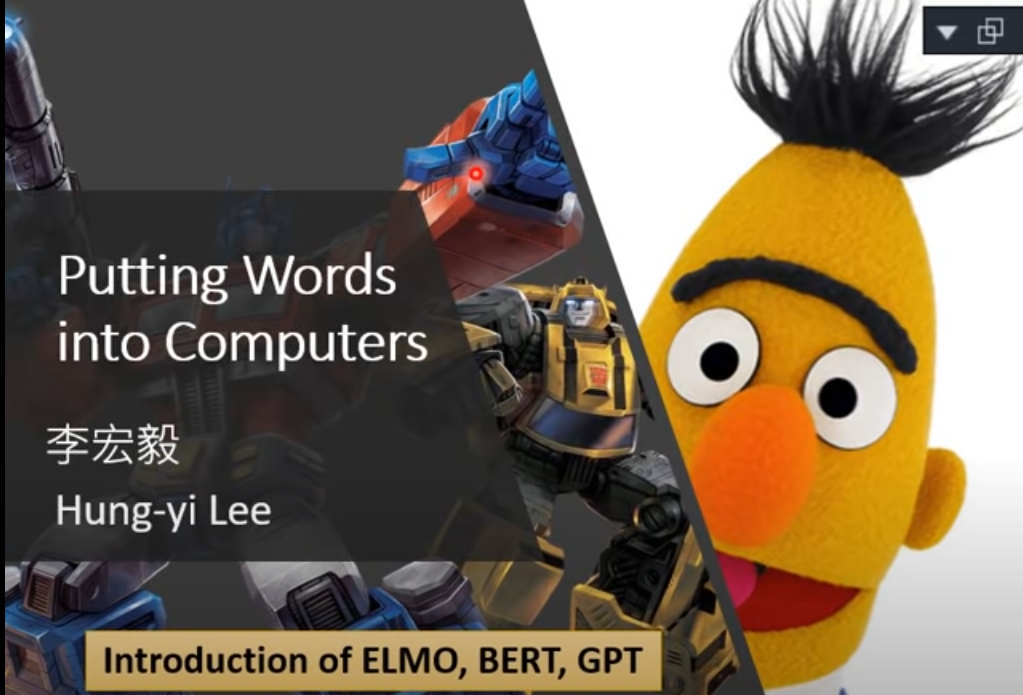 Putting Words
into Computers
李宏毅
Hung-yi Lee
Introduction of ELMO, BERT, GPT